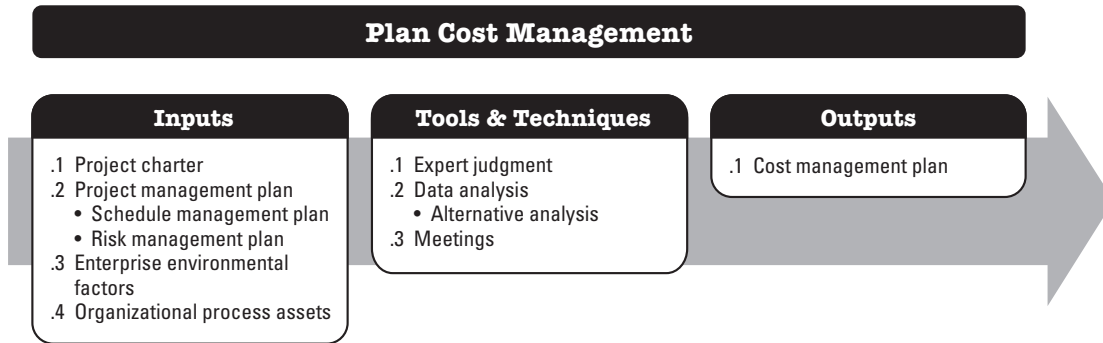 Plan Cost Management
Inputs
.1 Project charter
.2 Project management plan
• Schedule management plan
• Risk management plan
.3 Enterprise environmental
factors
.4 Organizational process assets
Tools & Techniques
.1 Expert judgment
.2 Data analysis
• Alternative analysis
.3 Meetings
Outputs
.1 Cost management plan